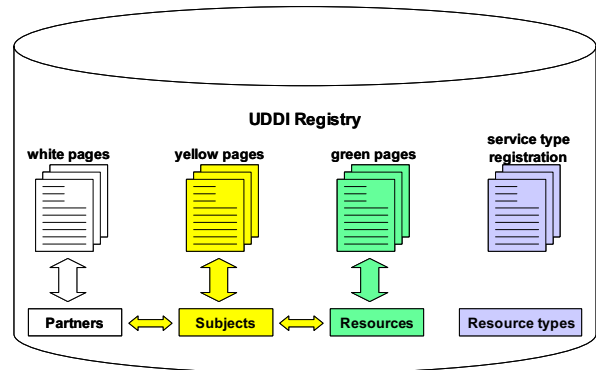 UDDI Registry
white pages
yellow pages
green pages
service type
registration
Partners
Subjects
Resources
Resource types